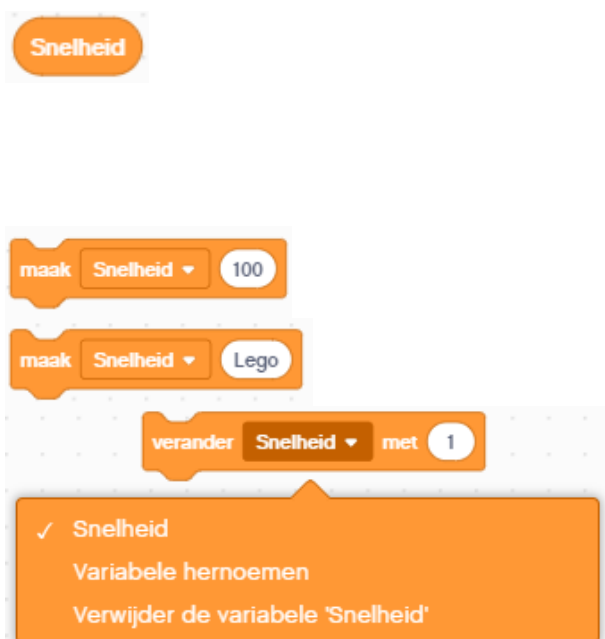 Snelheid
maak Snelheid 100
maak Snelheid Lego
verander Snelheid met 1
✓ Snelheid
Variabele hernoemen
Verwijder de variabele 'Snelheid'